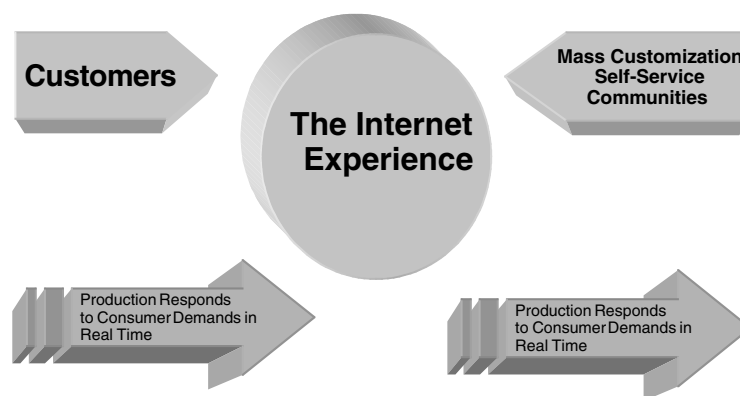 Customers
The Internet
Experience
Mass Customization
Self-Service
Communities
Production Responds
to Consumer Demands in
Real Time
Production Responds
to Consumer Demands in
Real Time